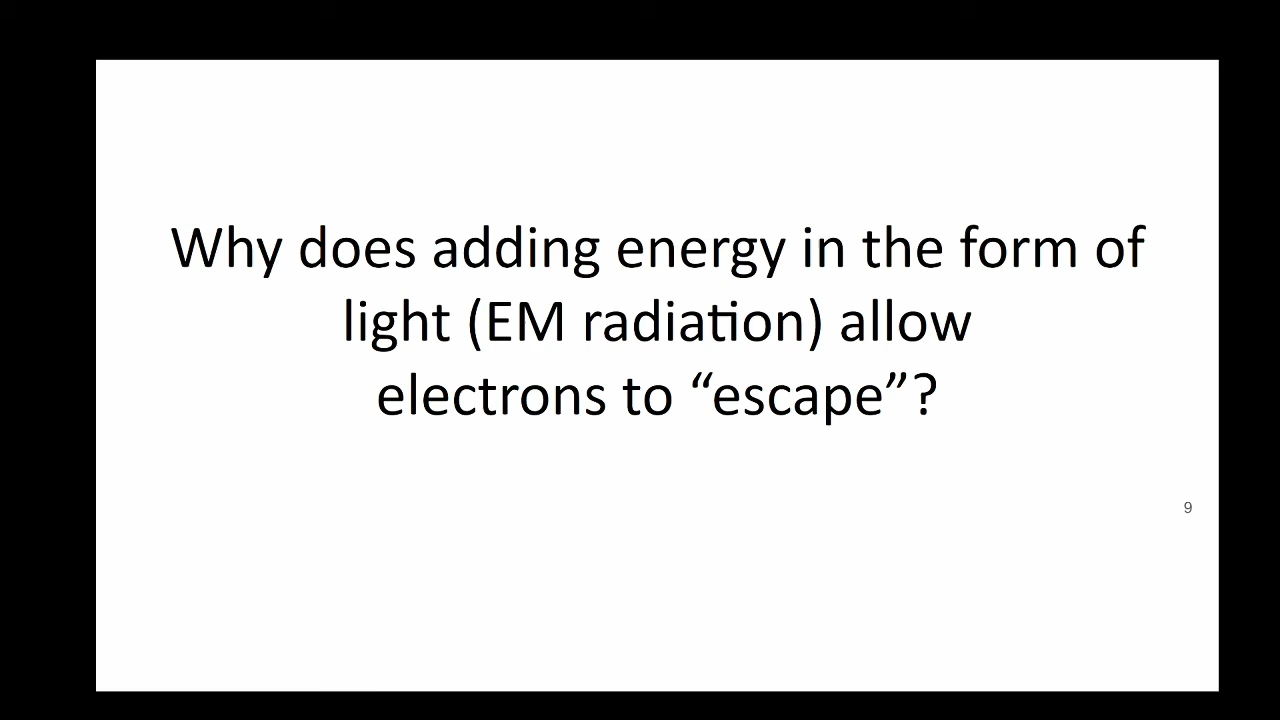 Why does adding energy in the form of
light (EM radiation) allow
electrons to “escape”?
9